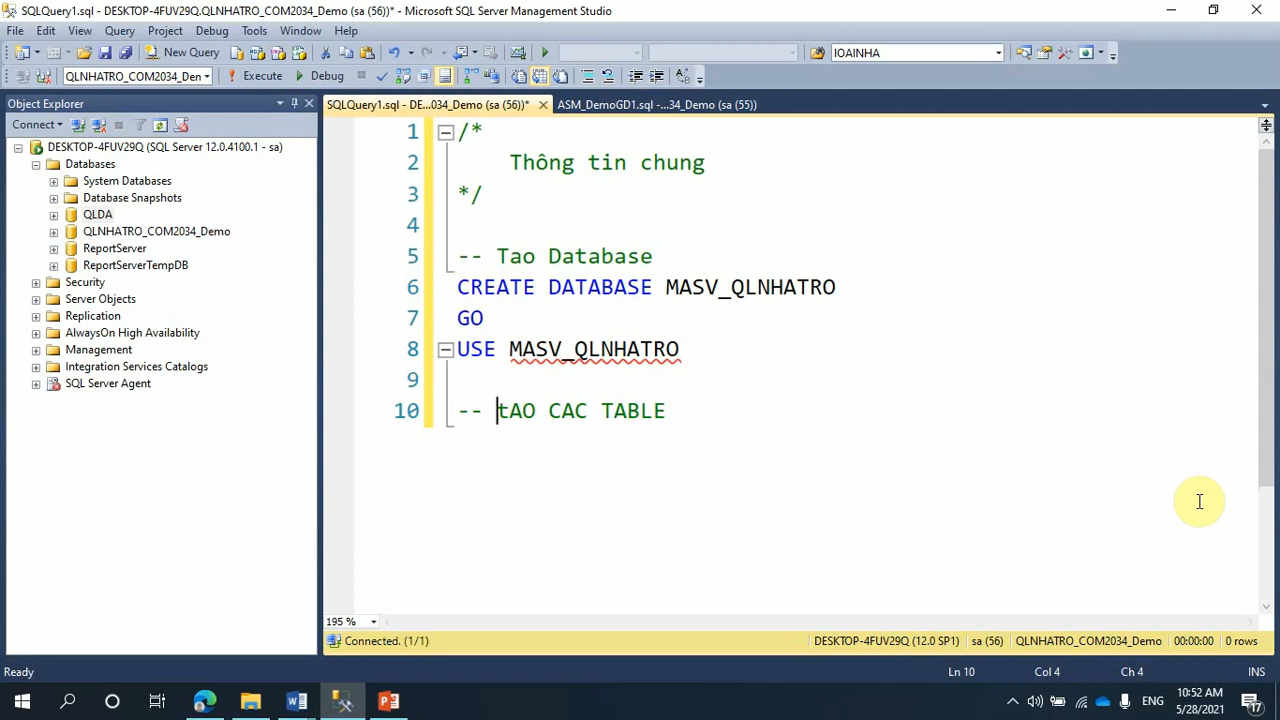 SQLQuery1.sql - DESKTOP-4FUV29Q.QLNHATRO_COM2034_Demo (sa (56))* - Microsoft SQL Server Management Studio
File Edit View Query Project Debug Tools Window Help
New Query IOAINHA
QLNHATRO_COM2034_Den Execute Debug
Object Explorer
Connect
DESKTOP-4FUV29Q (SQL Server 12.0.4100.1 - sa)
Databases
System Databases
Database Snapshots
QLDA
QLNHATRO_COM2034_Demo
ReportServer
ReportServerTempDB
Security
Server Objects
Replication
AlwaysOn High Availability
Management
Integration Services Catalogs
SQL Server Agent
SQLQuery1.sql - DE...034_Demo (sa (56))* ASM_DemoGD1.sql -...34_Demo (sa (55))
1 /*
2 Thông tin chung
3 */
4
5 -- Tao Database
6 CREATE DATABASE MASV_QLNHATRO
7 GO
8 USE MASV_QLNHATRO
9
10 -- tAO CAC TABLE
195 %
Connected. (1/1) DESKTOP-4FUV29Q (12.0 SP1) sa (56) QLNHATRO_COM2034_Demo 00:00:00 0 rows
Ready Ln 10 Col 4 Ch 4 INS
ENG 10:52 AM
5/28/2021 17